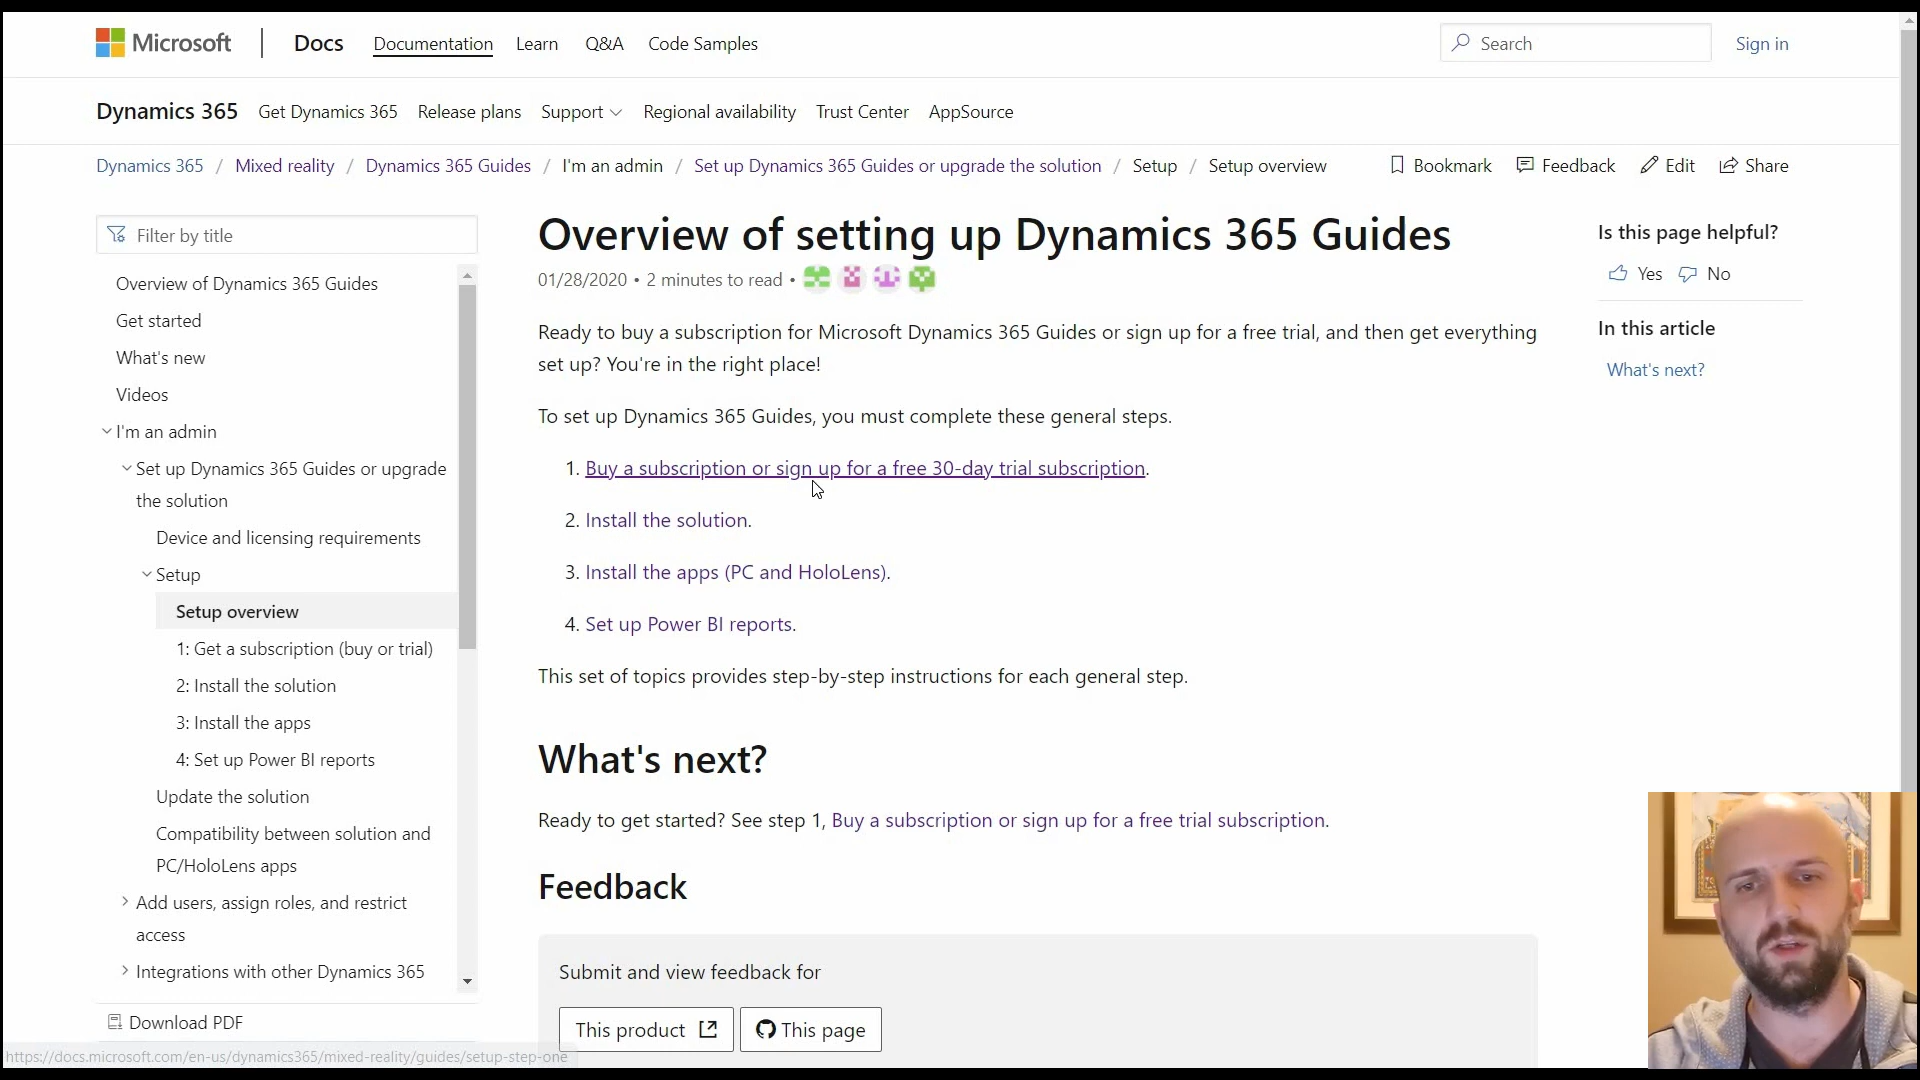 Microsoft
Docs
Documentation
Learn
Q&A
Code Samples
Search
Sign in
Dynamics 365
Get Dynamics 365
Release plans
Support
Regional availability
Trust Center
AppSource
Dynamics 365 / Mixed reality / Dynamics 365 Guides / I'm an admin / Set up Dynamics 365 Guides or upgrade the solution / Setup / Setup overview
Bookmark
Feedback
Edit
Share
Filter by title
Overview of Dynamics 365 Guides
Get started
What's new
Videos
I'm an admin
Set up Dynamics 365 Guides or upgrade
the solution
Device and licensing requirements
Setup
Setup overview
1: Get a subscription (buy or trial)
2: Install the solution
3: Install the apps
4: Set up Power BI reports
Update the solution
Compatibility between solution and
PC/HoloLens apps
Add users, assign roles, and restrict
access
Integrations with other Dynamics 365
Download PDF
Overview of setting up Dynamics 365 Guides
01/28/2020 • 2 minutes to read •
Ready to buy a subscription for Microsoft Dynamics 365 Guides or sign up for a free trial, and then get everything
set up? You're in the right place!
To set up Dynamics 365 Guides, you must complete these general steps.
1. Buy a subscription or sign up for a free 30-day trial subscription.
2. Install the solution.
3. Install the apps (PC and HoloLens).
4. Set up Power BI reports.
This set of topics provides step-by-step instructions for each general step.
What's next?
Ready to get started? See step 1, Buy a subscription or sign up for a free trial subscription.
Feedback
Submit and view feedback for
This product
This page
Is this page helpful?
Yes
No
In this article
What's next?
https://docs.microsoft.com/en-us/dynamics365/mixed-reality/guides/setup-step-one